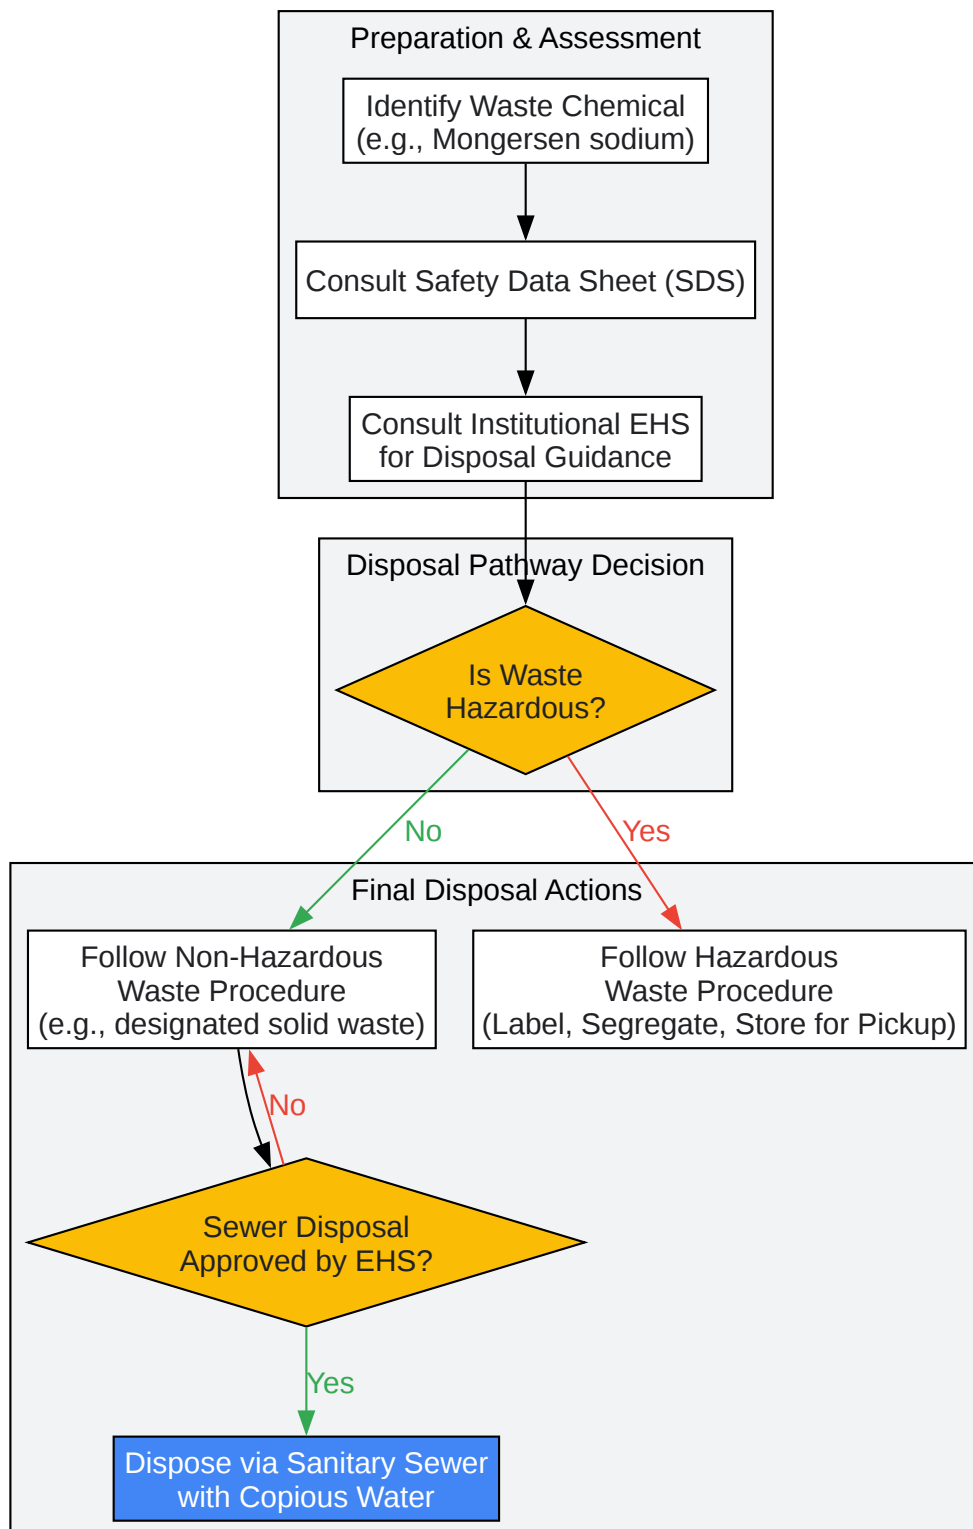 Preparation & Assessment
Identify Waste Chemical
(e.g., Mongersen sodium)
Consult Safety Data Sheet (SDS)
Consult Institutional EHS
for Disposal Guidance
Disposal Pathway Decision
Is Waste
Hazardous?
No
Yes
Final Disposal Actions
Follow Non-Hazardous
Waste Procedure
(e.g., designated solid waste)
Follow Hazardous
Waste Procedure
(Label, Segregate, Store for Pickup)
No
Sewer Disposal
Approved by EHS?
Yes
Dispose via Sanitary Sewer
with Copious Water